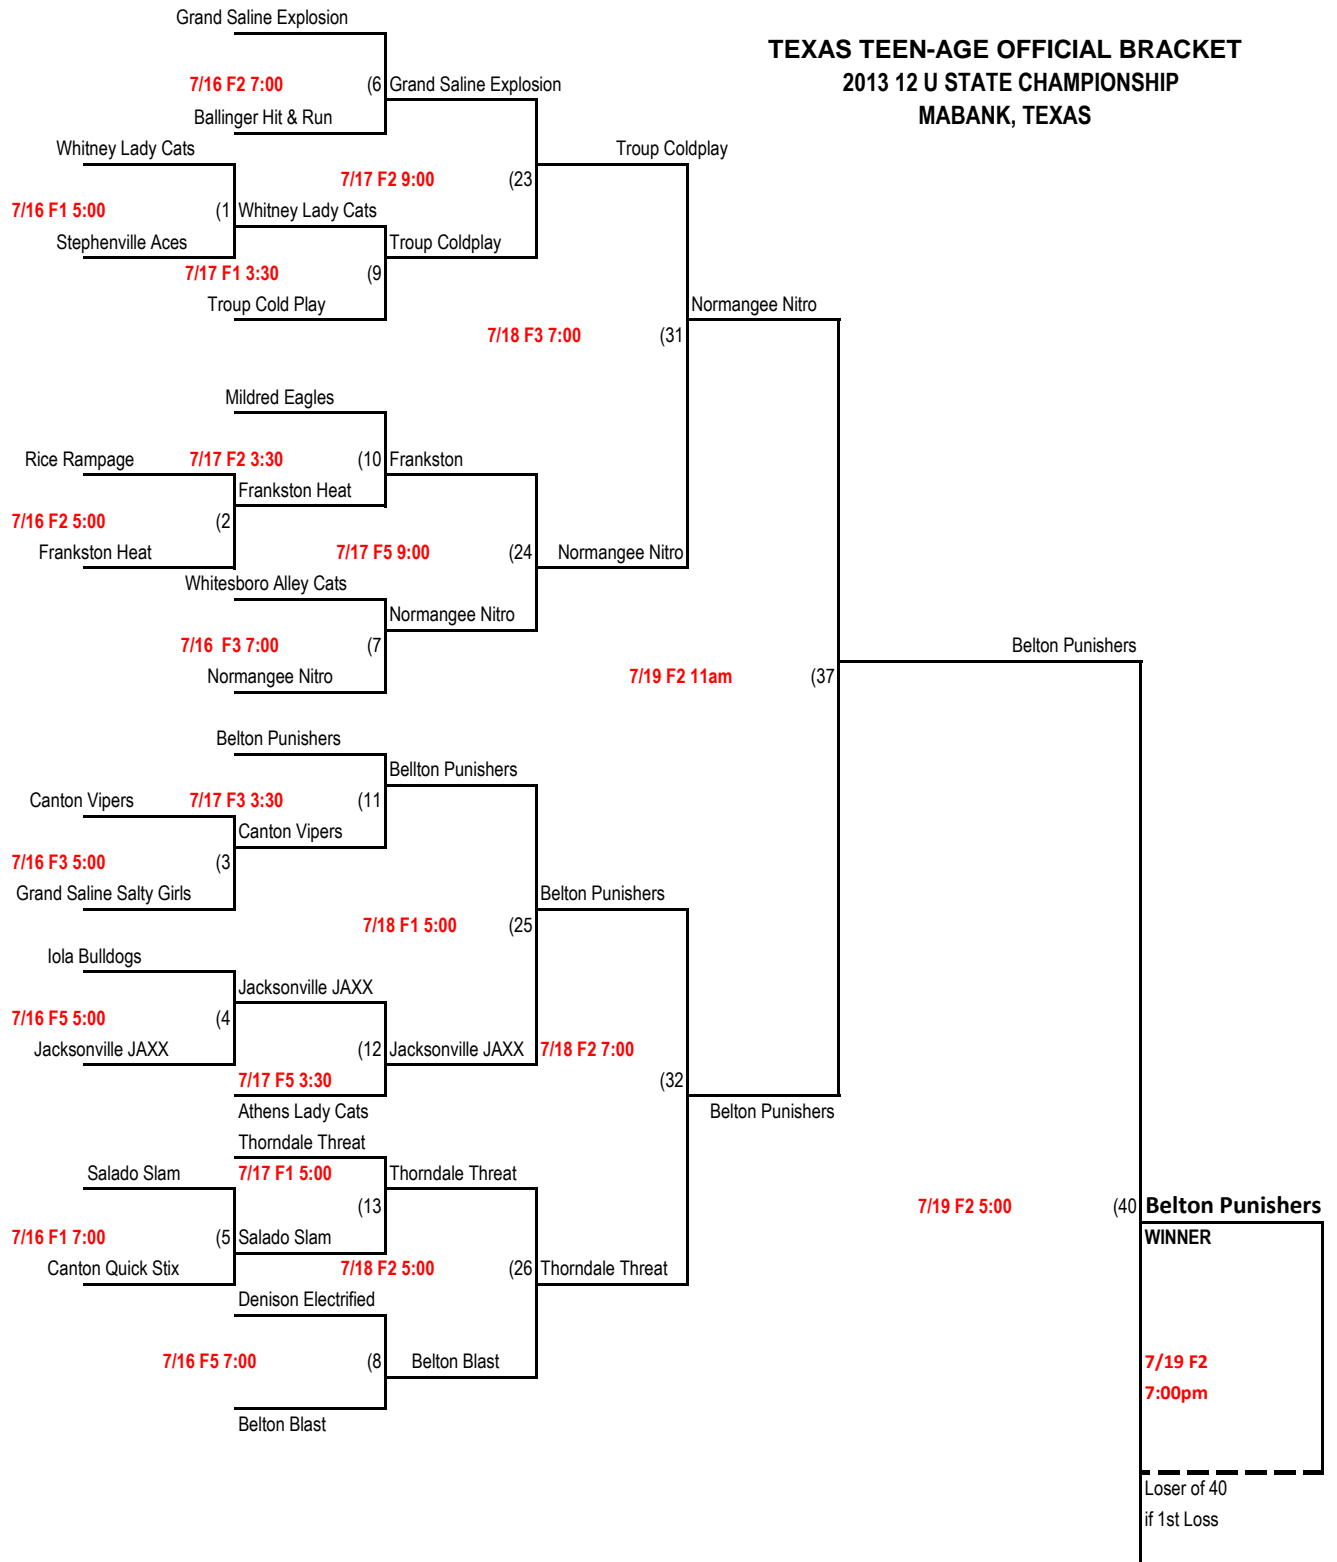 Grand Saline Explosion
TEXAS TEEN-AGE OFFICIAL BRACKET
2013 12 U STATE CHAMPIONSHIP
MABANK, TEXAS
7/16 F2 7:00 (6 Grand Saline Explosion
Ballinger Hit & Run
Whitney Lady Cats
Troup Coldplay
7/17 F2 9:00 (23
7/16 F1 5:00 (1 Whitney Lady Cats
Stephenville Aces
Troup Coldplay
7/17 F1 3:30 (9
Troup Cold Play
Normangee Nitro
7/18 F3 7:00 (31
Mildred Eagles
Rice Rampage
7/17 F2 3:30 (10 Frankston
Frankston Heat
7/16 F2 5:00 (2
Frankston Heat
7/17 F5 9:00 (24 Normangee Nitro
Whitesboro Alley Cats
Normangee Nitro
7/16 F3 7:00 (7
Belton Punishers
Normangee Nitro
7/19 F2 11am (37
Belton Punishers
Bellton Punishers
Canton Vipers
7/17 F3 3:30 (11
Canton Vipers
7/16 F3 5:00 (3
Grand Saline Salty Girls
Belton Punishers
7/18 F1 5:00 (25
Iola Bulldogs
Jacksonville JAXX
7/16 F5 5:00 (4
Jacksonville JAXX
(12 Jacksonville JAXX
7/18 F2 7:00
7/17 F5 3:30
(32
Athens Lady Cats
Belton Punishers
Thorndale Threat
Salado Slam
7/17 F1 5:00
Thorndale Threat
(13
7/19 F2 5:00 (40 Belton Punishers
7/16 F1 7:00 (5 Salado Slam
WINNER
Canton Quick Stix
7/18 F2 5:00 (26 Thorndale Threat
Denison Electrified
7/16 F5 7:00 (8 Belton Blast
7/19 F2
7:00pm
Belton Blast
Loser of 40
if 1st Loss